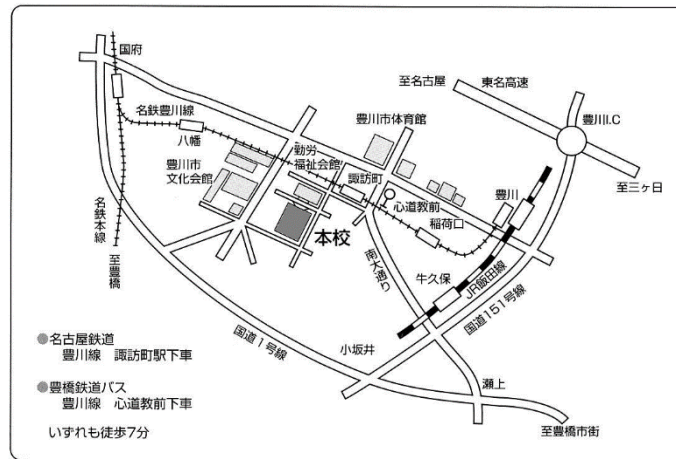 国府
至名古屋
東名高速
豊川I.C
名鉄豊川線
八幡
豊川市体育館
勤労
福祉会館
諏訪町
豊川市
文化会館
至三ヶ日
心道教前
豊川
稲荷口
本校
名鉄本線
至豊橋
南大通り
牛久保
JR飯田線
国道151号線
国道1号線
小坂井
瀬上
至豊橋市街
●名古屋鉄道
豊川線 諏訪町駅下車
●豊橋鉄道バス
豊川線 心道教前下車
いずれも徒歩7分